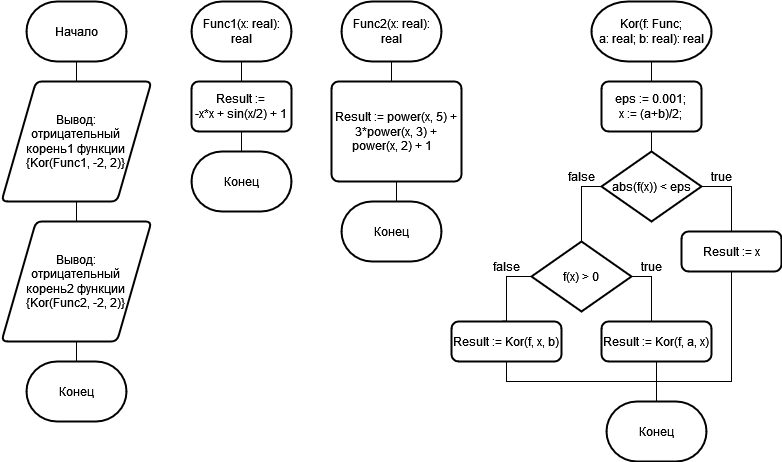 Начало
Вывод:
отрицательный
корень1 функции
{Kor(Func1, -2, 2)}
Вывод:
отрицательный
корень2 функции
{Kor(Func2, -2, 2)}
Конец
Func1(x: real):
real
Result :=
-x*x + sin(x/2) + 1
Конец
Func2(x: real):
real
Result := power(x, 5) +
3*power(x, 3) +
power(x, 2) + 1
Конец
Kor(f: Func;
a: real; b: real): real
eps := 0.001;
x := (a+b)/2;
false
true
abs(f(x)) < eps
Result := x
false
true
f(x) > 0
Result := Kor(f, x, b)
Result := Kor(f, a, x)
Конец